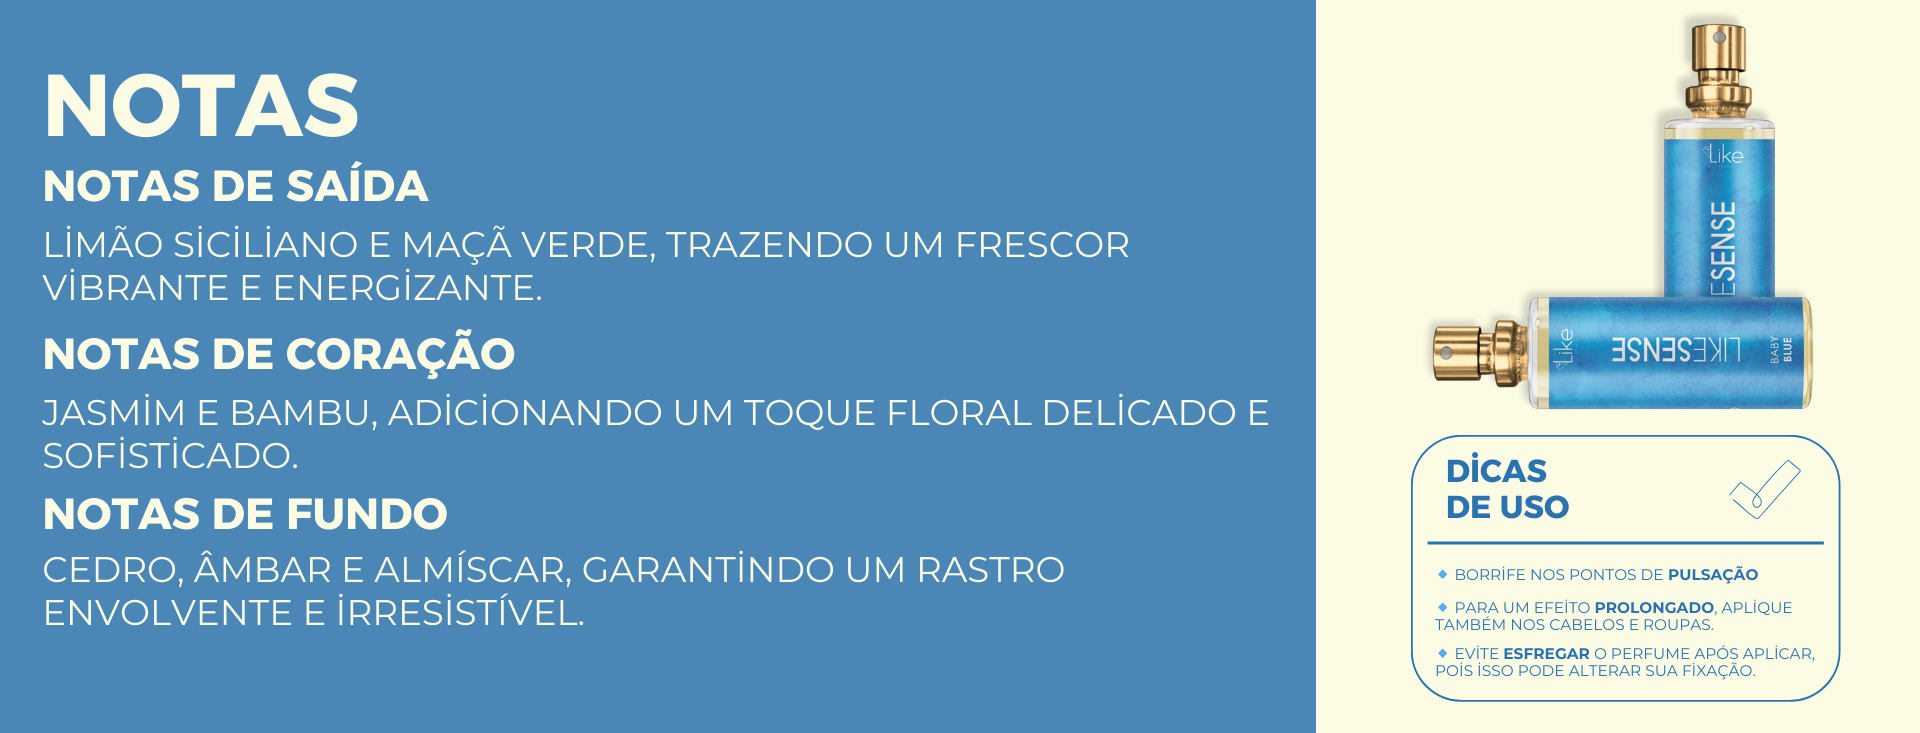 NOTAS
NOTAS DE SAÍDA
LİMÃO SİCİLİANO E MAÇÃ VERDE, TRAZENDO UM FRESCOR
VİBRANTE E ENERGİZANTE.
NOTAS DE CORAÇÃO
JASMİM E BAMBU, ADİCİONANDO UM TOQUE FLORAL DELİCADO E
SOFİSTİCADO.
NOTAS DE FUNDO
CEDRO, ÂMBAR E ALMÍSCAR, GARANTİNDO UM RASTRO
ENVOLVENTE E İRRESİSTÍVEL.
Like
ESENSE
Like
LIKESENSE
BABY
BLUE
DİCAS
DE USO
BORRİFE NOS PONTOS DE PULSAÇÃO
PARA UM EFEİTO PROLONGADO, APLİQUE
TAMBÉM NOS CABELOS E ROUPAS.
EVİTE ESFREGAR O PERFUME APÓS APLİCAR,
POİS İSSO PODE ALTERAR SUA FİXAÇÃO.